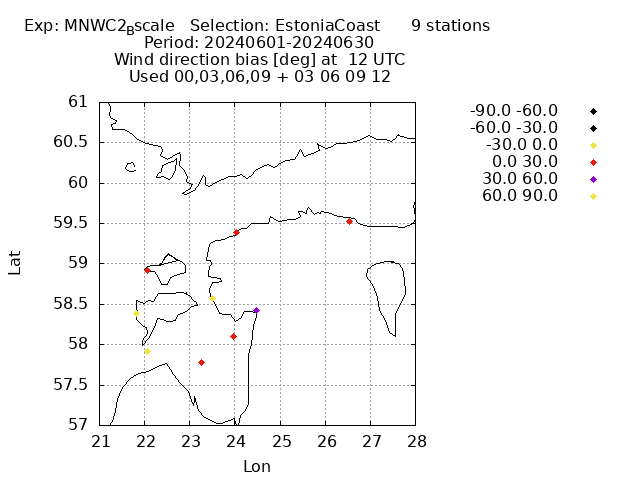 Exp: MNWC2Bscale Selection: EstoniaCoast 9 stations
Period: 20240601-20240630
Wind direction bias [deg] at 12 UTC
Used 00,03,06,09 + 03 06 09 12
-90.0 -60.0
-60.0 -30.0
-30.0 0.0
0.0 30.0
30.0 60.0
60.0 90.0
61
60.5
60
59.5
59
58.5
58
57.5
57
Lat
21 22 23 24 25 26 27 28
Lon